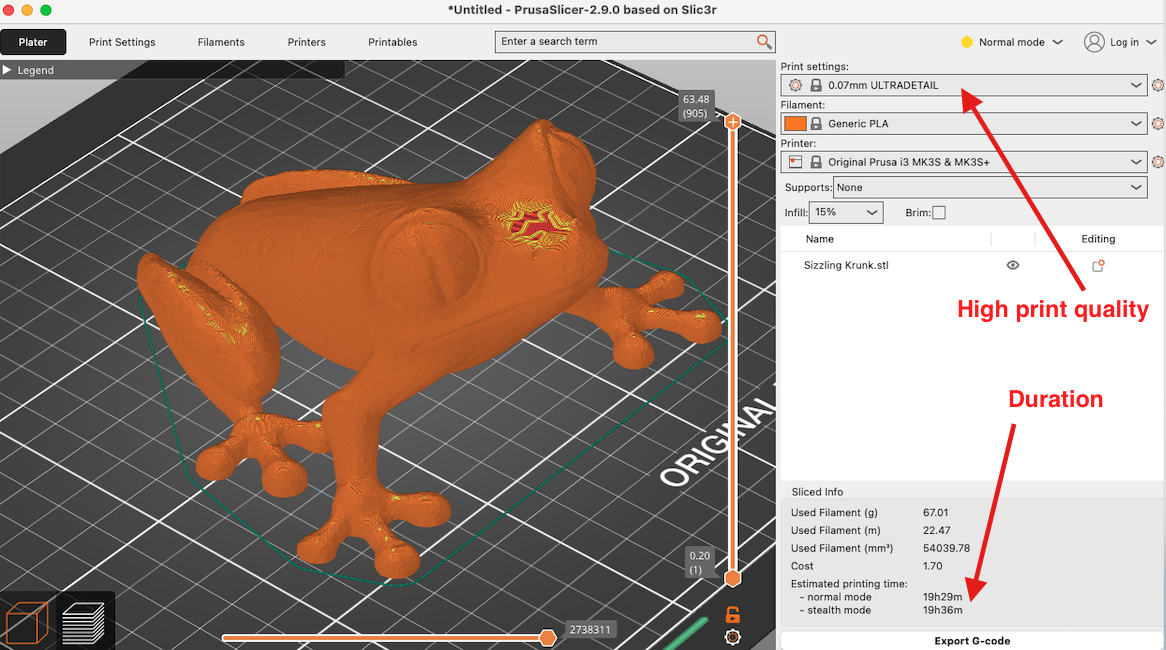 *Untitled - PrusaSlicer-2.9.0 based on Slic3r
Plater Print Settings Filaments Printers Printables Enter a search term Normal mode Log in
Legend
63.48
(905)
ORIGINAL
0.20
(1)
2738311
Print settings:
0.07mm ULTRADETAIL
Filament:
Generic PLA
Printer:
Original Prusa i3 MK3S & MK3S+
Supports: None
Infill: 15% Brim:
Name Editing
Sizzling Krunk.stl
High print quality
Duration
Sliced Info
Used Filament (g) 67.01
Used Filament (m) 22.47
Used Filament (mm³) 54039.78
Cost 1.70
Estimated printing time:
- normal mode 19h29m
- stealth mode 19h36m
Export G-code